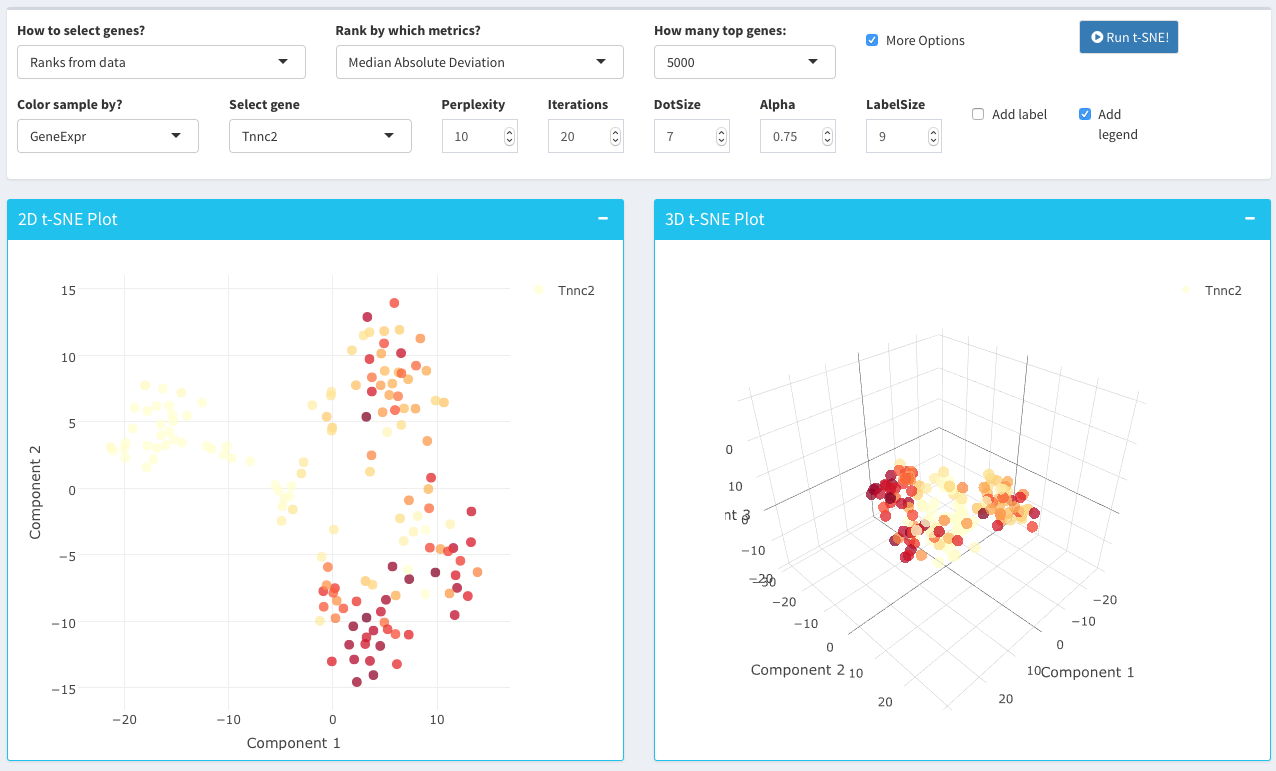 How to select genes?
Rank by which metrics?
How many top genes:
Ranks from data
Median Absolute Deviation
5000
More Options
Run t-SNE!
Color sample by?
Select gene
Perplexity
Iterations
DotSize
Alpha
LabelSize
GeneExpr
Tnnc2
10
20
7
0.75
9
Add label
Add
legend
2D t-SNE Plot
15
10
5
0
−5
−10
−15
Component 2
−20
−10
0
10
Component 1
Tnnc2
3D t-SNE Plot
Tnnc2
0
10
nt 3
0
−10
−20
−30
−20
−10
0
10
20
Component 2
−20
−10
0
10
20
Component 1